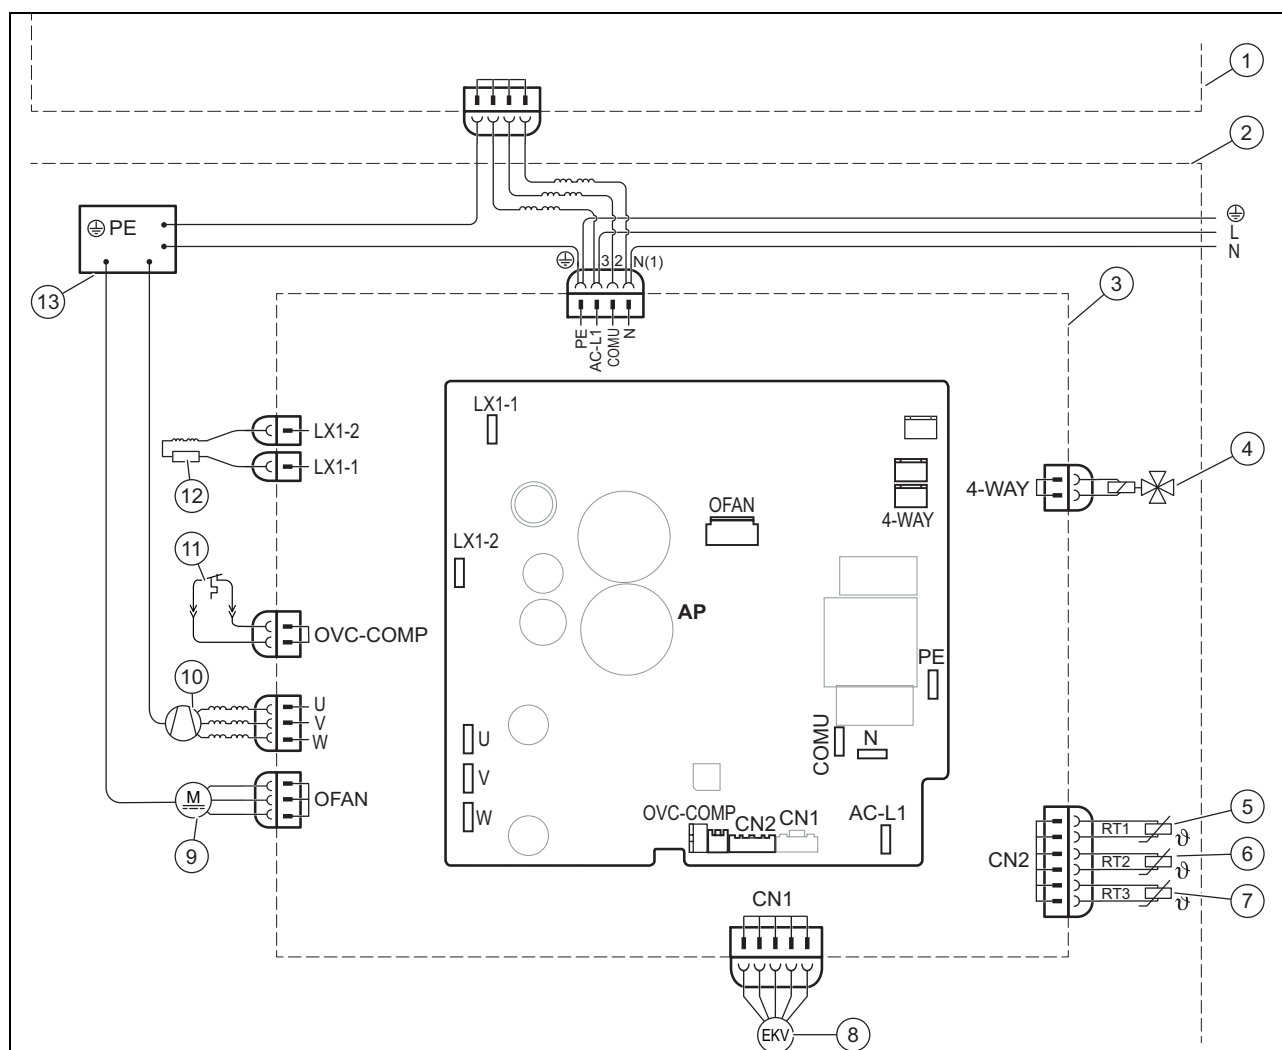 1
2
PE
L
N
3 2 N(1)
13
3
PE
AC-L1
COMU
N
LX1-1
LX1-2
LX1-1
12
4-WAY
4
OFAN
4-WAY
11
LX1-2
OVC-COMP
AP
10
PE
U
V
W
U
COMU
N
V
M
OFAN
W
OVC-COMP
CN2
CN1
AC-L1
9
CN2
RT1
ϑ
5
RT2
ϑ
6
RT3
ϑ
7
CN1
EKV
8